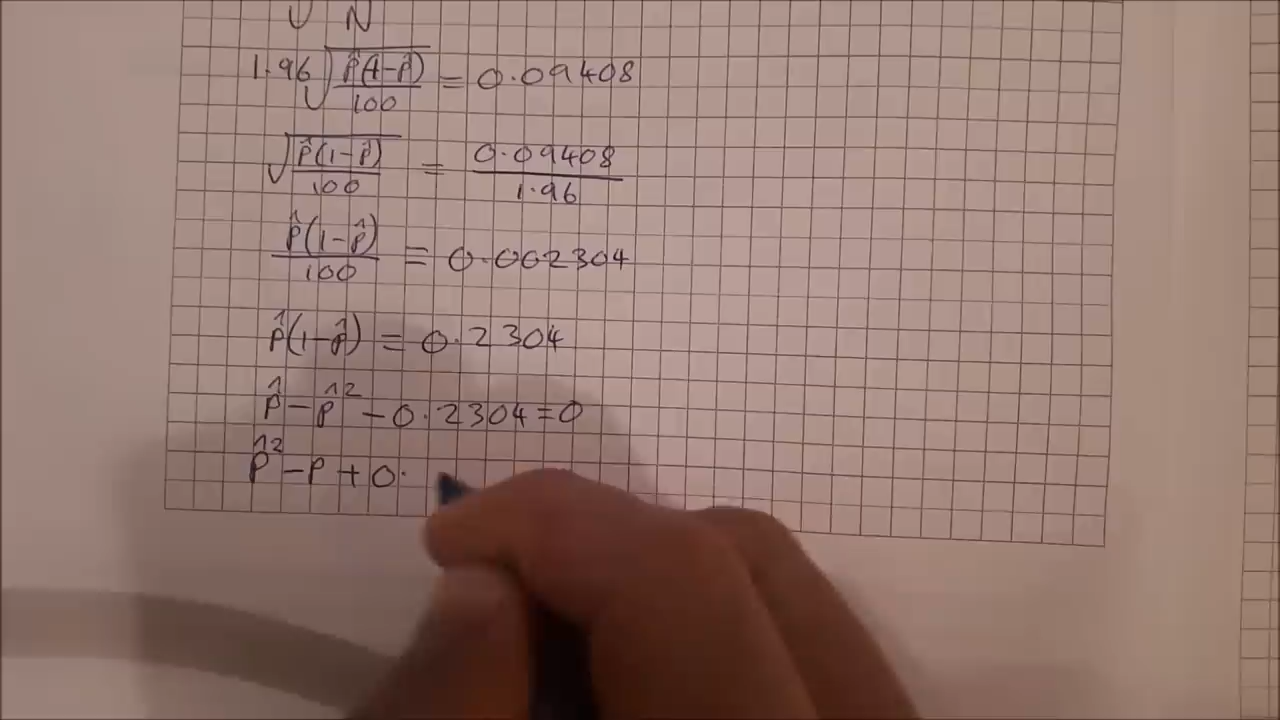 √ N
1.96 √(p̂(1-p̂)/100) = 0.09408
√(p̂(1-p̂)/100) = 0.09408/1.96
p̂(1-p̂)/100 = 0.002304
p̂(1-p̂) = 0.2304
p̂ - p̂² - 0.2304 = 0
p̂² - p + 0.